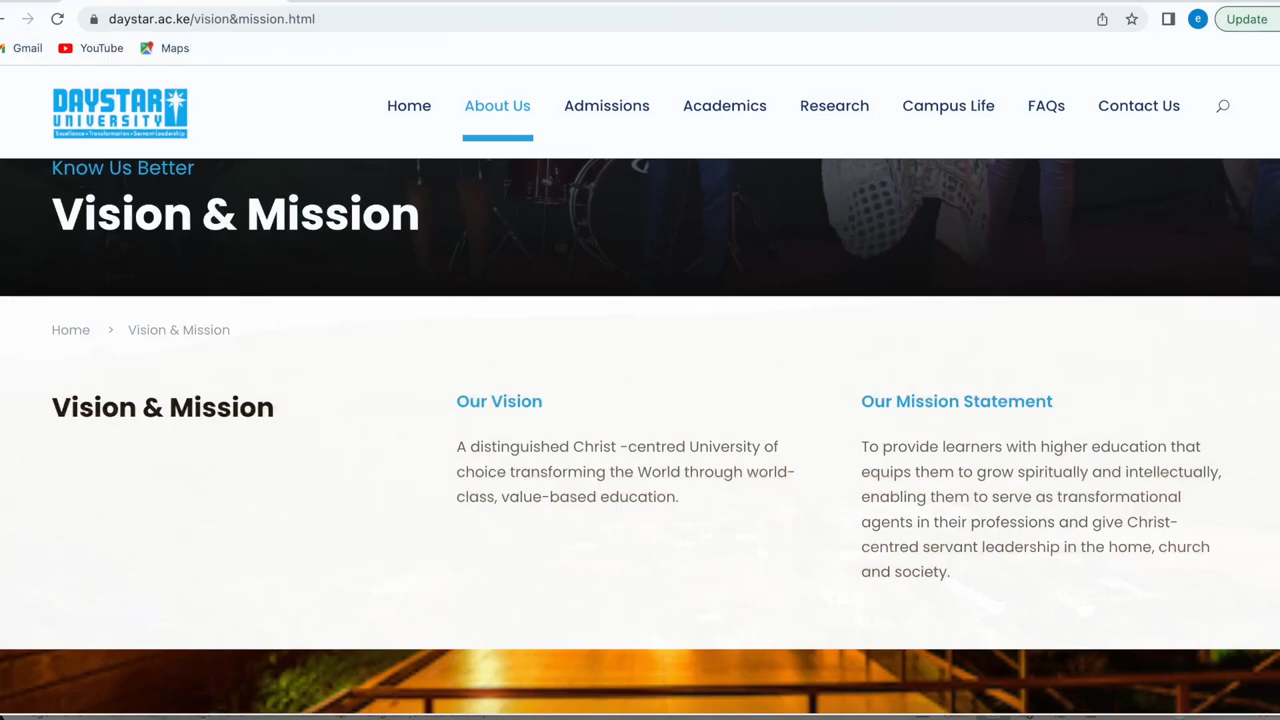 daystar.ac.ke/vision&mission.html
e
Update
Gmail
YouTube
Maps
DAYSTAR
UNIVERSITY
Excellence • Transformation • Servant Leadership
Home
About Us
Admissions
Academics
Research
Campus Life
FAQs
Contact Us
Know Us Better
Vision & Mission
Home > Vision & Mission
Vision & Mission
Our Vision
A distinguished Christ -centred University of
choice transforming the World through world-
class, value-based education.
Our Mission Statement
To provide learners with higher education that
equips them to grow spiritually and intellectually,
enabling them to serve as transformational
agents in their professions and give Christ-
centred servant leadership in the home, church
and society.